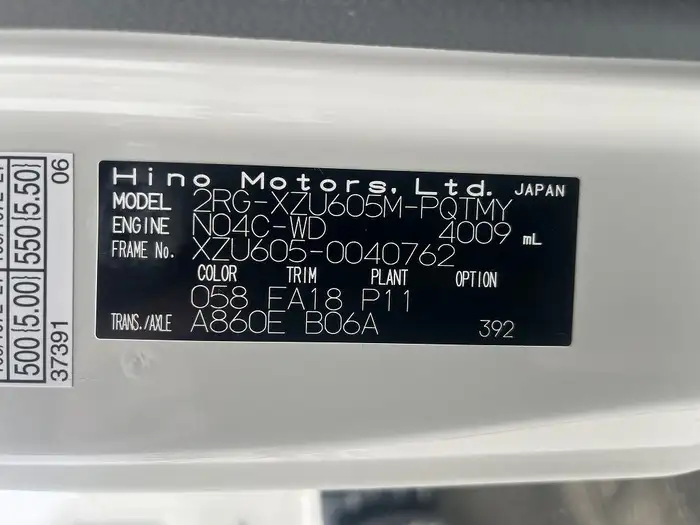 Hino Motors, Ltd. JAPAN
MODEL 2RG-XZU605M-PQTMY
ENGINE N04C-WD 4009 mL
FRAME No. XZU605-0040762
COLOR TRIM PLANT OPTION
058 FA18 P11
TRANS./AXLE A860E B06A 392
550 [5.50] 06
500 [5.00] 37391